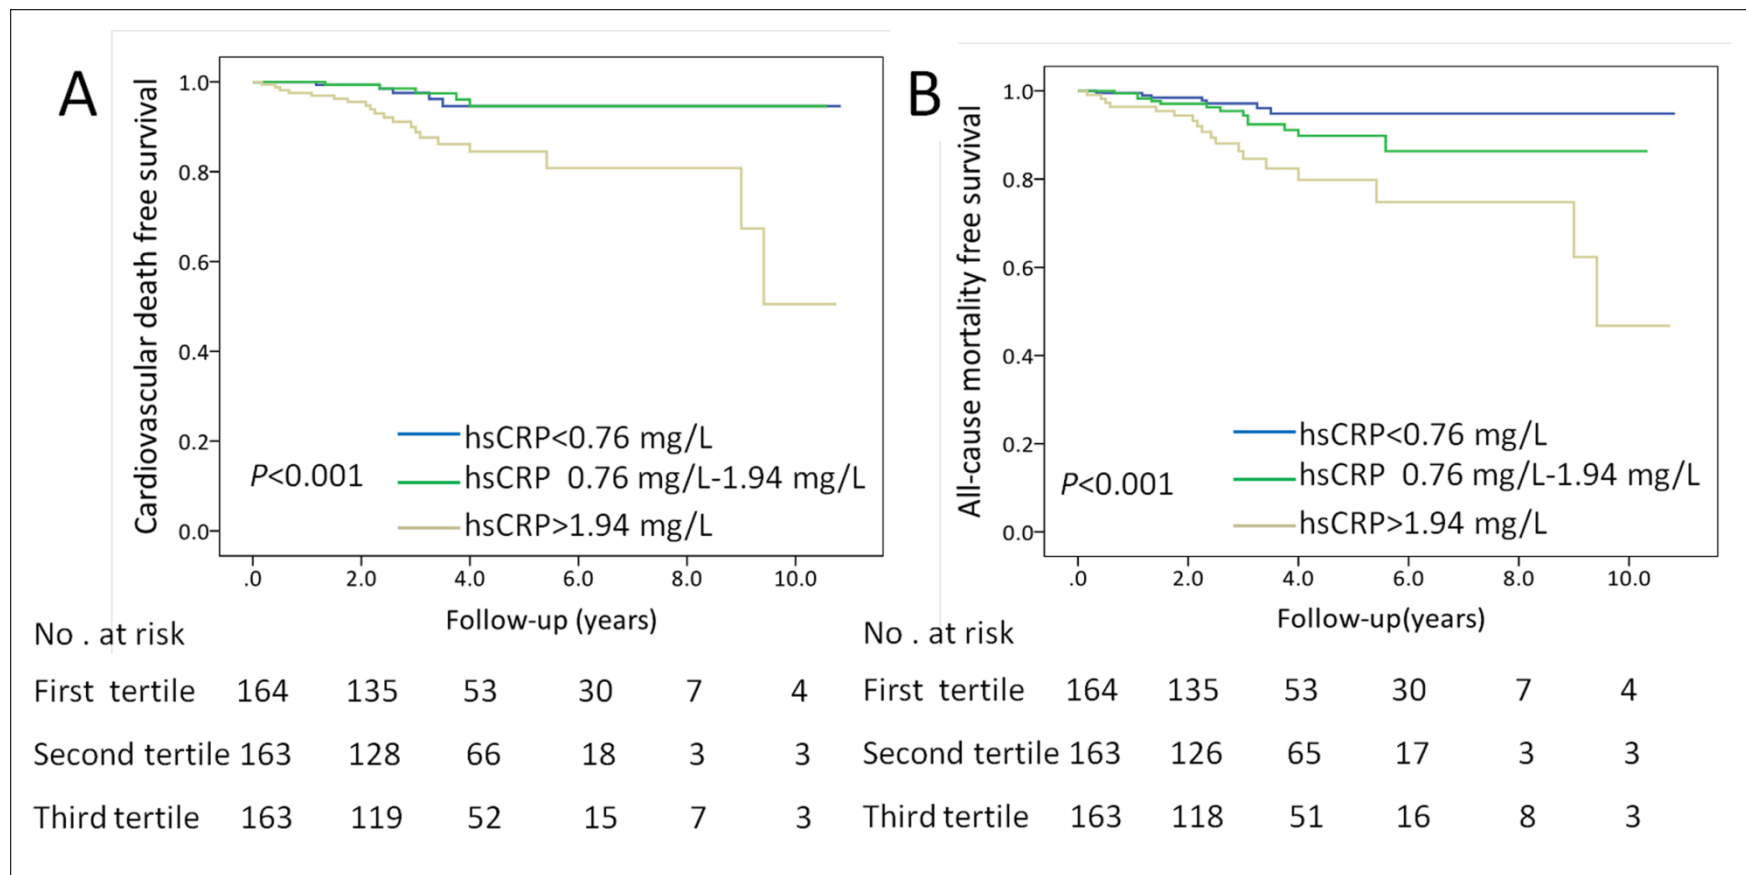 A
Cardiovascular death free survival
1.0
0.8
0.6
0.4
0.2
0.0
hsCRP<0.76 mg/L
hsCRP 0.76 mg/L-1.94 mg/L
hsCRP>1.94 mg/L
P<0.001
.0 2.0 4.0 6.0 8.0 10.0
Follow-up (years)
No . at risk
First tertile 164 135 53 30 7 4
Second tertile 163 128 66 18 3 3
Third tertile 163 119 52 15 7 3
B
All-cause mortality free survival
1.0
0.8
0.6
0.4
0.2
0.0
hsCRP<0.76 mg/L
hsCRP 0.76 mg/L-1.94 mg/L
hsCRP>1.94 mg/L
P<0.001
.0 2.0 4.0 6.0 8.0 10.0
Follow-up(years)
No . at risk
First tertile 164 135 53 30 7 4
Second tertile 163 126 65 17 3 3
Third tertile 163 118 51 16 8 3